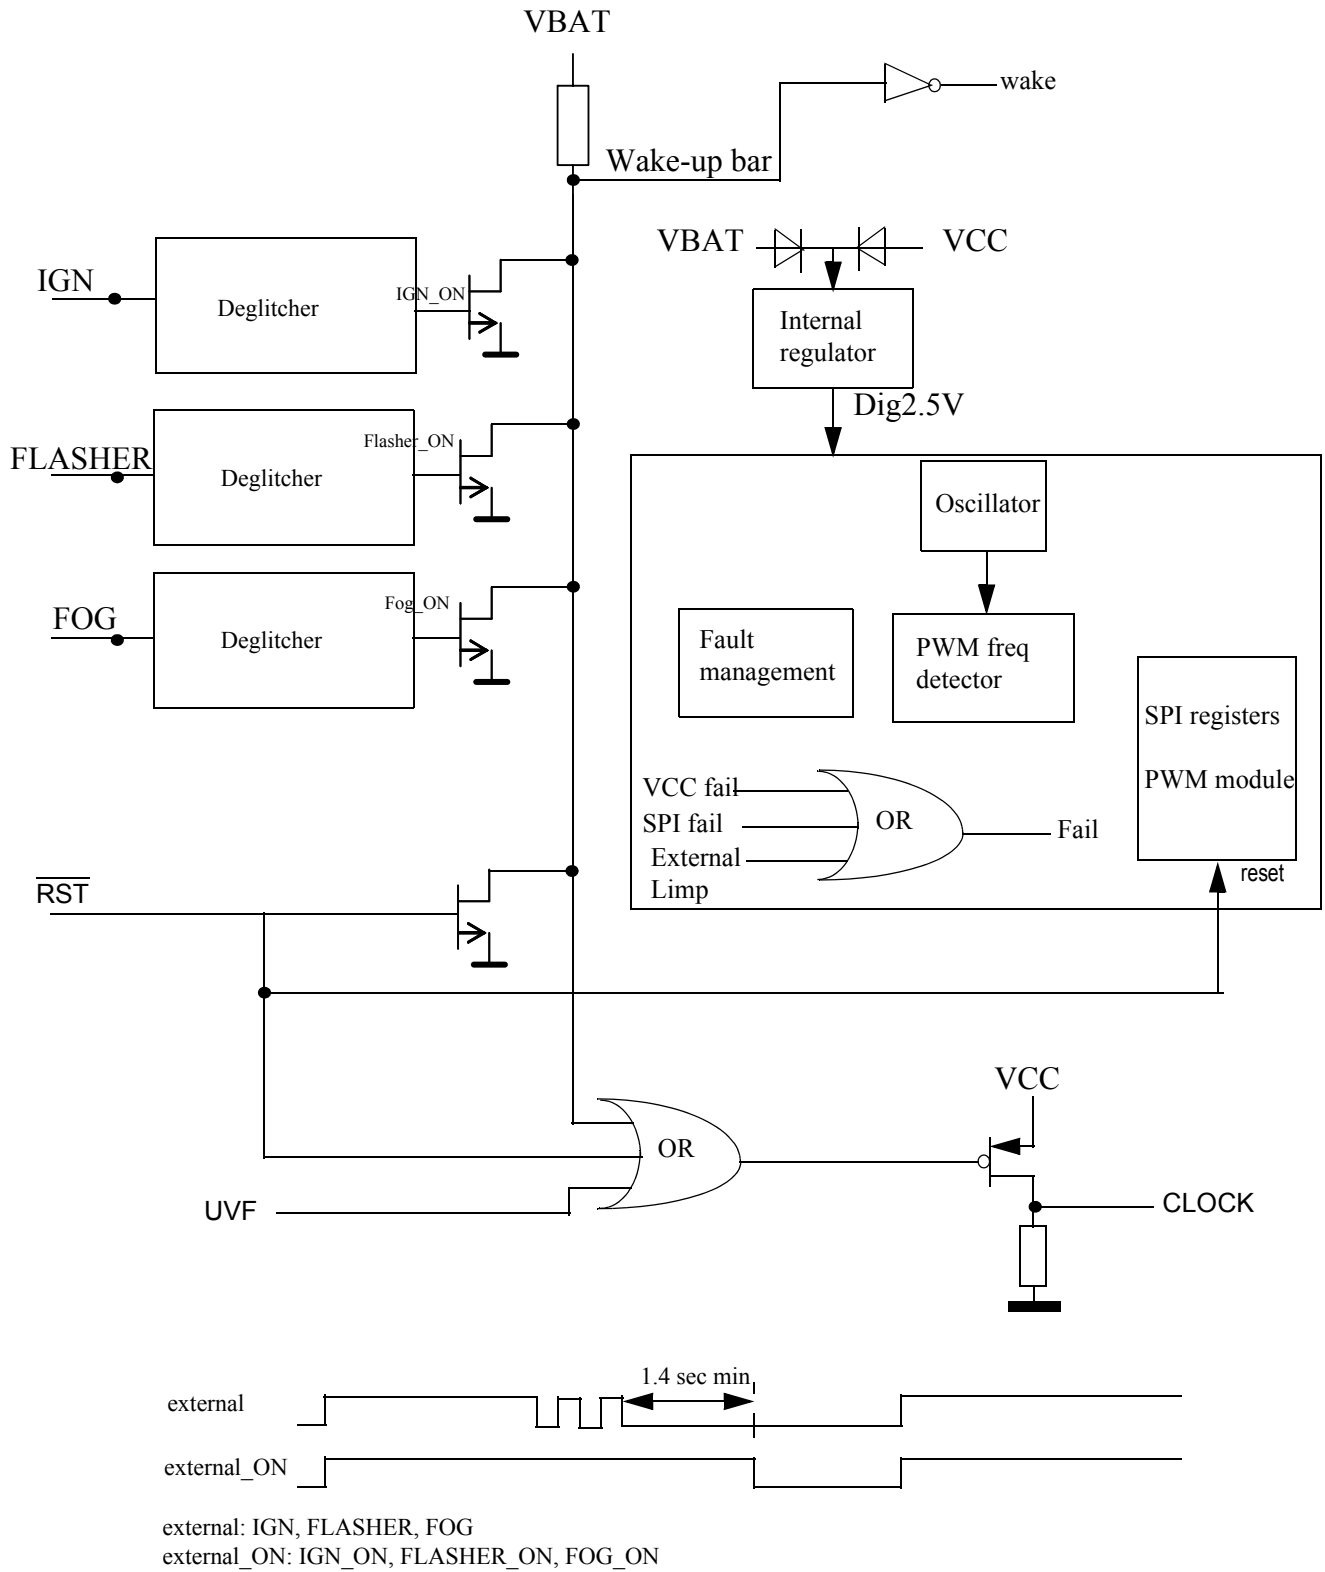 VBAT
wake
Wake-up bar
VBAT
VCC
IGN
Deglitcher
IGN_ON
Internal
regulator
Dig2.5V
FLASHER
Deglitcher
Flasher_ON
Oscillator
FOG
Deglitcher
Fog_ON
Fault
management
PWM freq
detector
SPI registers
PWM module
VCC fail
SPI fail
External
Limp
OR
Fail
reset
RST
VCC
OR
UVF
CLOCK
1.4 sec min
external
external_ON
external: IGN, FLASHER, FOG
external_ON: IGN_ON, FLASHER_ON, FOG_ON